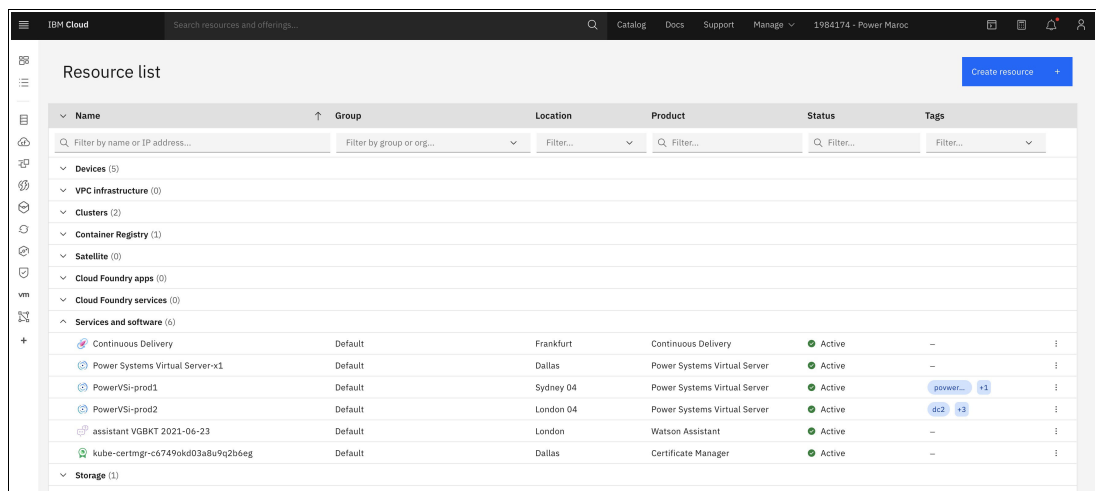 IBM Cloud Search resources and offerings... Catalog Docs Support Manage 1984174 - Power Maroc
Resource list
Create resource +
Name ↑ Group Location Product Status Tags
Filter by name or IP address... Filter by group or org... Filter... Filter... Filter... Filter...
Devices (5)
VPC infrastructure (0)
Clusters (2)
Container Registry (1)
Satellite (0)
Cloud Foundry apps (0)
vm
Cloud Foundry services (0)
Services and software (6)
+
Continuous Delivery Default Frankfurt Continuous Delivery Active –
Power Systems Virtual Server-x1 Default Dallas Power Systems Virtual Server Active –
PowerVSi-prod1 Default Sydney 04 Power Systems Virtual Server Active povwer... +1
PowerVSi-prod2 Default London 04 Power Systems Virtual Server Active dc2 +3
assistant VGBKT 2021-06-23 Default London Watson Assistant Active –
kube-certmgr-c6749okd03a8u9q2b6eg Default Dallas Certificate Manager Active –
Storage (1)